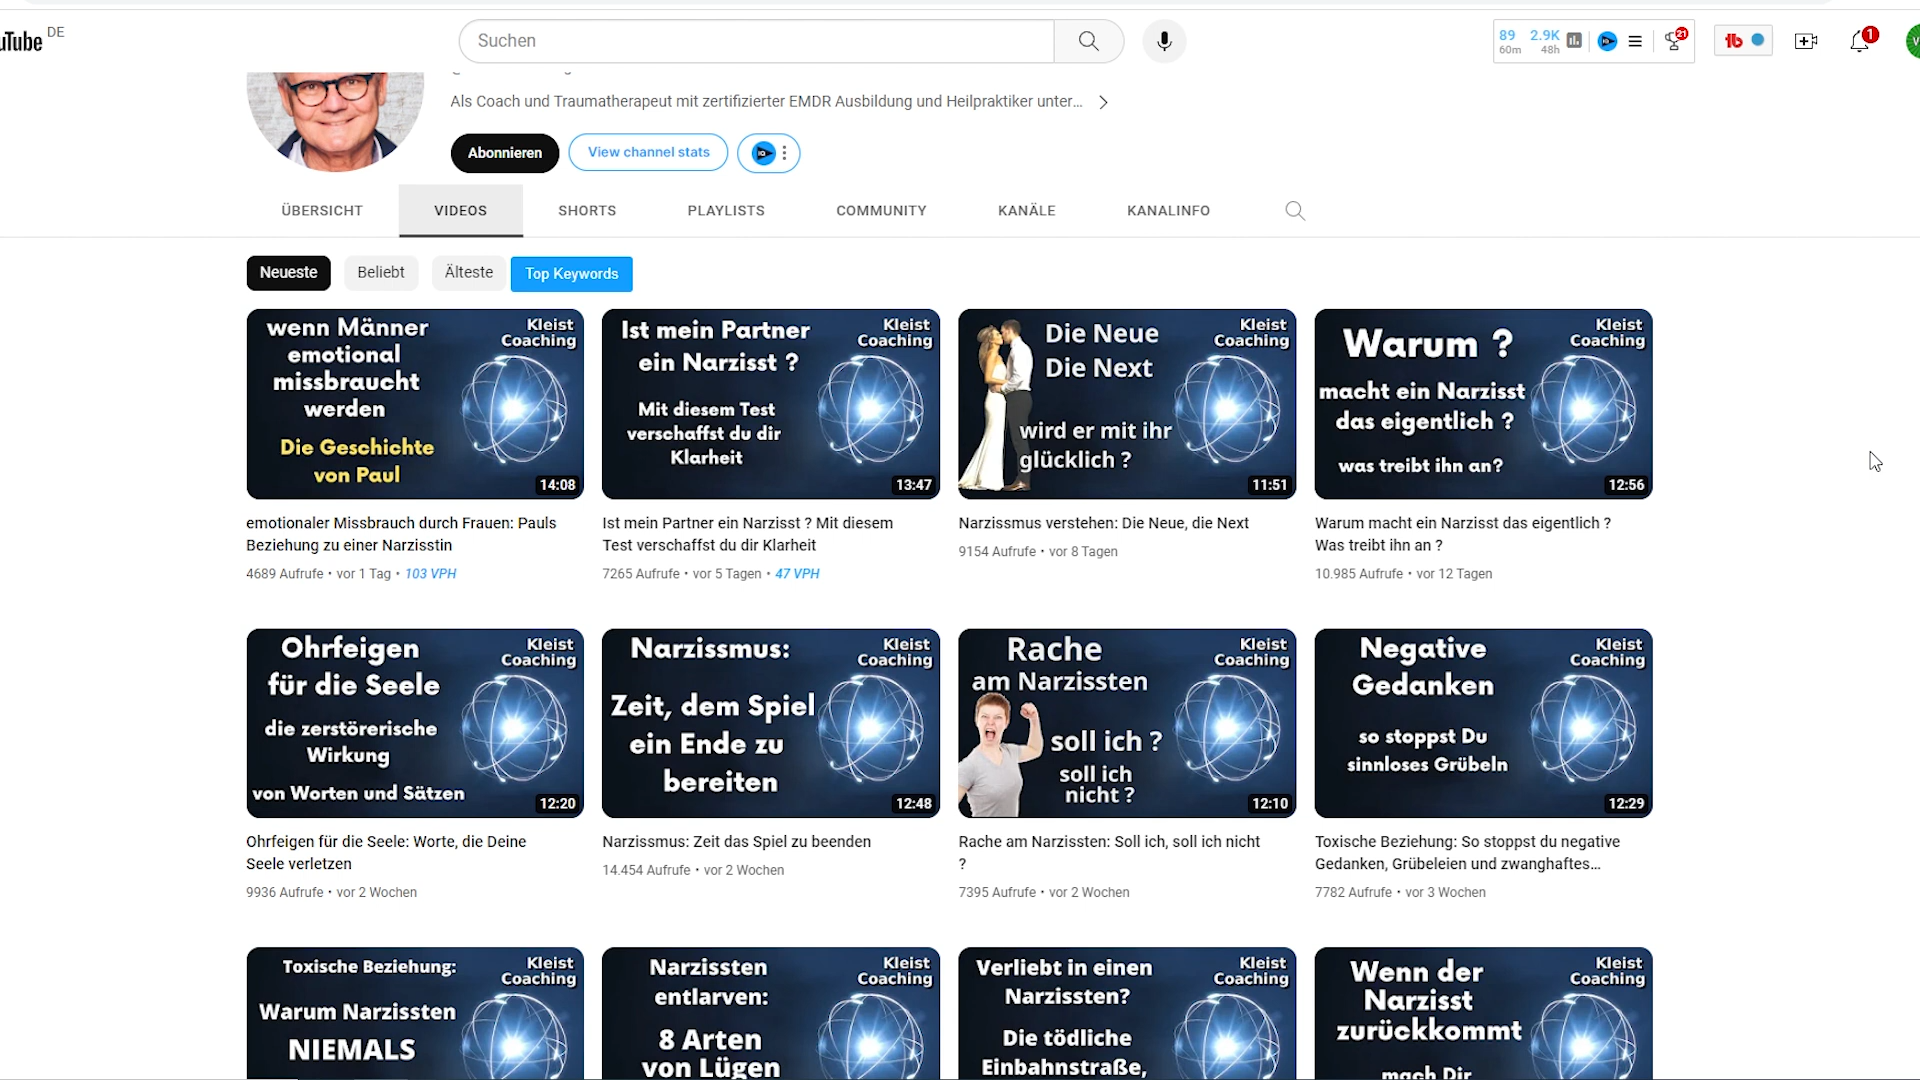 uTube DE
Suchen
89 2.9K
60m 48h
21
1
Als Coach und Traumatherapeut mit zertifizierter EMDR Ausbildung und Heilpraktiker unter...
Abonnieren
View channel stats
ÜBERSICHT
VIDEOS
SHORTS
PLAYLISTS
COMMUNITY
KANÄLE
KANALINFO
Neueste
Beliebt
Älteste
Top Keywords
wenn Männer
emotional
missbraucht
werden
Die Geschichte
von Paul
Kleist
Coaching
14:08
emotionaler Missbrauch durch Frauen: Pauls
Beziehung zu einer Narzisstin
4689 Aufrufe • vor 1 Tag • 103 VPH
Ist mein Partner
ein Narzisst ?
Mit diesem Test
verschaffst du dir
Klarheit
Kleist
Coaching
13:47
Ist mein Partner ein Narzisst ? Mit diesem
Test verschaffst du dir Klarheit
7265 Aufrufe • vor 5 Tagen • 47 VPH
Die Neue
Die Next
wird er mit ihr
glücklich ?
Kleist
Coaching
11:51
Narzissmus verstehen: Die Neue, die Next
9154 Aufrufe • vor 8 Tagen
Warum ?
macht ein Narzisst
das eigentlich ?
was treibt ihn an?
Kleist
Coaching
12:56
Warum macht ein Narzisst das eigentlich ?
Was treibt ihn an ?
10.985 Aufrufe • vor 12 Tagen
Ohrfeigen
für die Seele
die zerstörerische
Wirkung
von Worten und Sätzen
Kleist
Coaching
12:20
Ohrfeigen für die Seele: Worte, die Deine
Seele verletzen
9936 Aufrufe • vor 2 Wochen
Narzissmus:
Zeit, dem Spiel
ein Ende zu
bereiten
Kleist
Coaching
12:48
Narzissmus: Zeit das Spiel zu beenden
14.454 Aufrufe • vor 2 Wochen
Rache
am Narzissten
soll ich ?
soll ich
nicht ?
Kleist
Coaching
12:10
Rache am Narzissten: Soll ich, soll ich nicht
?
7395 Aufrufe • vor 2 Wochen
Negative
Gedanken
so stoppst Du
sinnloses Grübeln
Kleist
Coaching
12:29
Toxische Beziehung: So stoppst du negative
Gedanken, Grübeleien und zwanghaftes...
7782 Aufrufe • vor 3 Wochen
Toxische Beziehung:
Warum Narzissten
NIEMALS
Kleist
Coaching
Narzissten
entlarven:
8 Arten
von Lügen
Kleist
Coaching
Verliebt in einen
Narzissten?
Die tödliche
Einbahnstraße,
Kleist
Coaching
Wenn der
Narzisst
zurückkommt
mach Dir
Kleist
Coaching